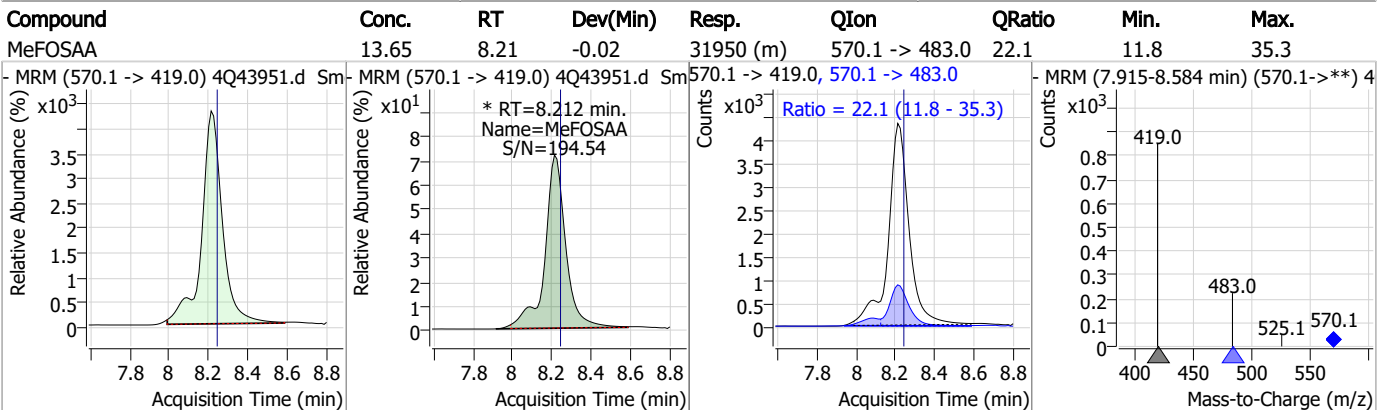 Compound Conc. RT Dev(Min) Resp. QIon QRatio Min. Max.
MeFOSAA 13.65 8.21 -0.02 31950 (m) 570.1 -> 483.0 22.1 11.8 35.3
- MRM (570.1 -> 419.0) 4Q43951.d Sm
Relative Abundance (%)
x10³
3.5
3
2.5
2
1.5
1
0.5
0
7.8 8 8.2 8.4 8.6 8.8
Acquisition Time (min)
- MRM (570.1 -> 419.0) 4Q43951.d Sm
Relative Abundance (%)
x10¹
* RT=8.212 min.
Name=MeFOSAA
S/N=194.54
8
7
6
5
4
3
2
1
0
7.8 8 8.2 8.4 8.6 8.8
Acquisition Time (min)
570.1 -> 419.0, 570.1 -> 483.0
Counts
x10³
Ratio = 22.1 (11.8 - 35.3)
4
3.5
3
2.5
2
1.5
1
0.5
0
7.8 8 8.2 8.4 8.6 8.8
Acquisition Time (min)
- MRM (7.915-8.584 min) (570.1->**) 4
Counts
x10³
419.0
483.0
525.1
570.1
0.8
0.7
0.6
0.5
0.4
0.3
0.2
0.1
0
400 450 500 550
Mass-to-Charge (m/z)